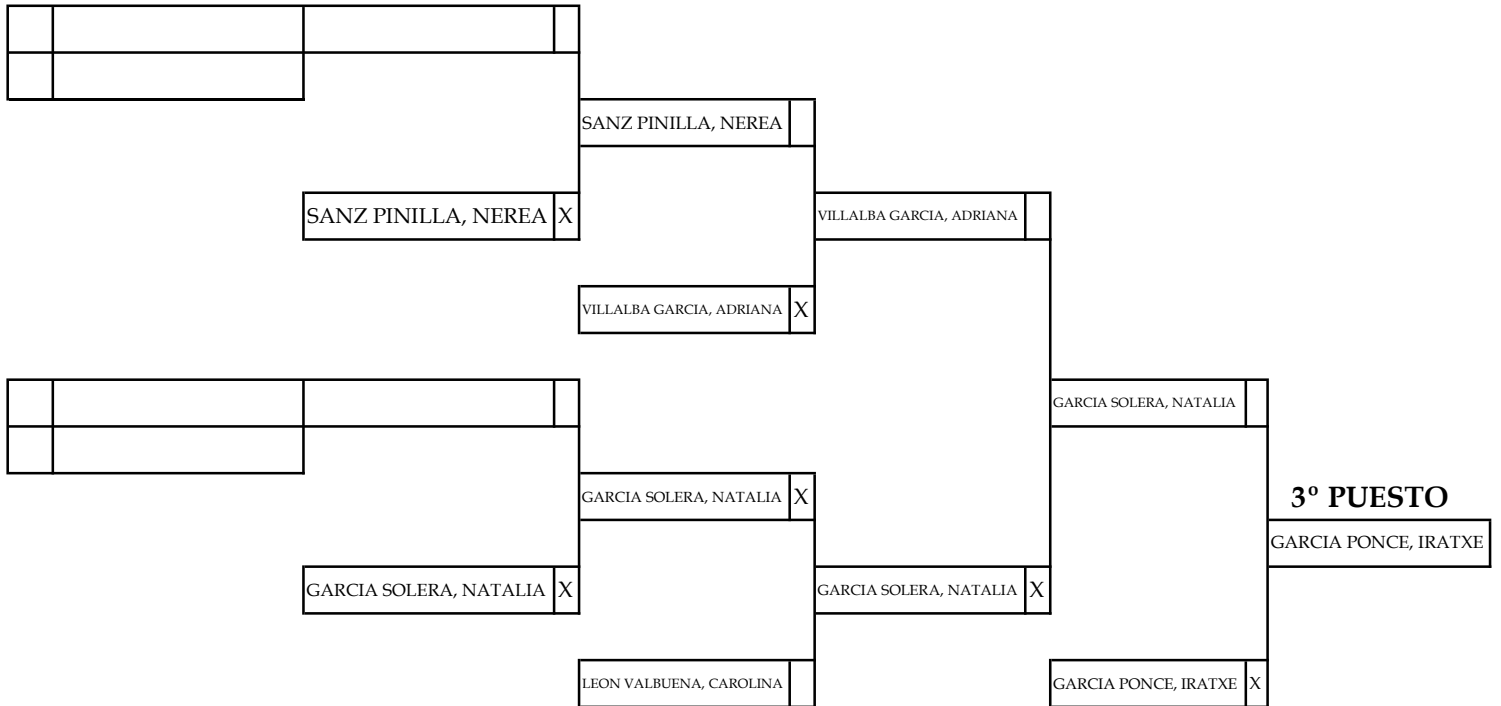 SANZ PINILLA, NEREA
SANZ PINILLA, NEREA X
VILLALBA GARCIA, ADRIANA
VILLALBA GARCIA, ADRIANA X
GARCIA SOLERA, NATALIA
GARCIA SOLERA, NATALIA X
3º PUESTO
GARCIA PONCE, IRATXE
GARCIA SOLERA, NATALIA X
GARCIA SOLERA, NATALIA X
LEON VALBUENA, CAROLINA
GARCIA PONCE, IRATXE X